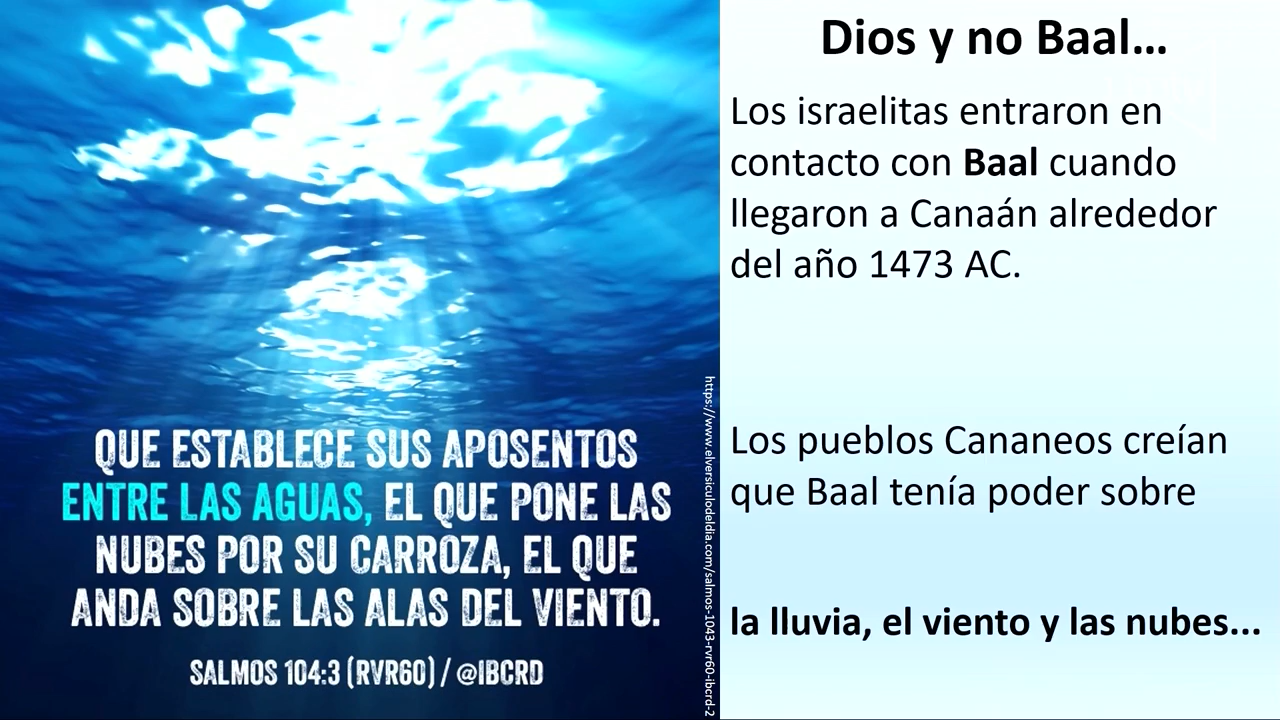 QUE ESTABLECE SUS APOSENTOS
ENTRE LAS AGUAS, EL QUE PONE LAS
NUBES POR SU CARROZA, EL QUE
ANDA SOBRE LAS ALAS DEL VIENTO.
SALMOS 104:3 (RVR60) / @IBCRD
https://www.elversiculodeldia.com/salmos-1043-rvr60-ibcrd-2
Dios y no Baal...
Los israelitas entraron en
contacto con Baal cuando
llegaron a Canaán alrededor
del año 1473 AC.
Los pueblos Cananeos creían
que Baal tenía poder sobre
la lluvia, el viento y las nubes...